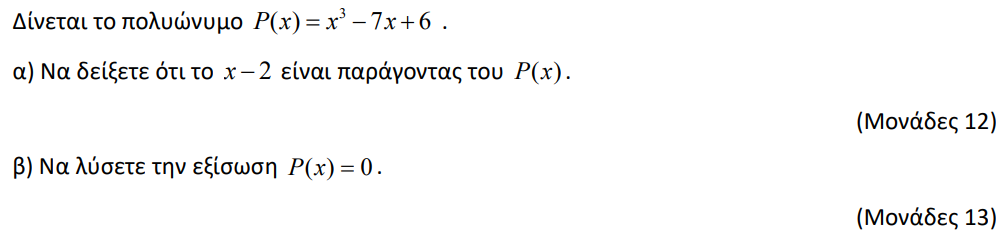 Δίνεται το πολυώνυμο P(x) = x³ − 7x + 6 .
α) Να δείξετε ότι το x − 2 είναι παράγοντας του P(x).
(Μονάδες 12)
β) Να λύσετε την εξίσωση P(x) = 0.
(Μονάδες 13)